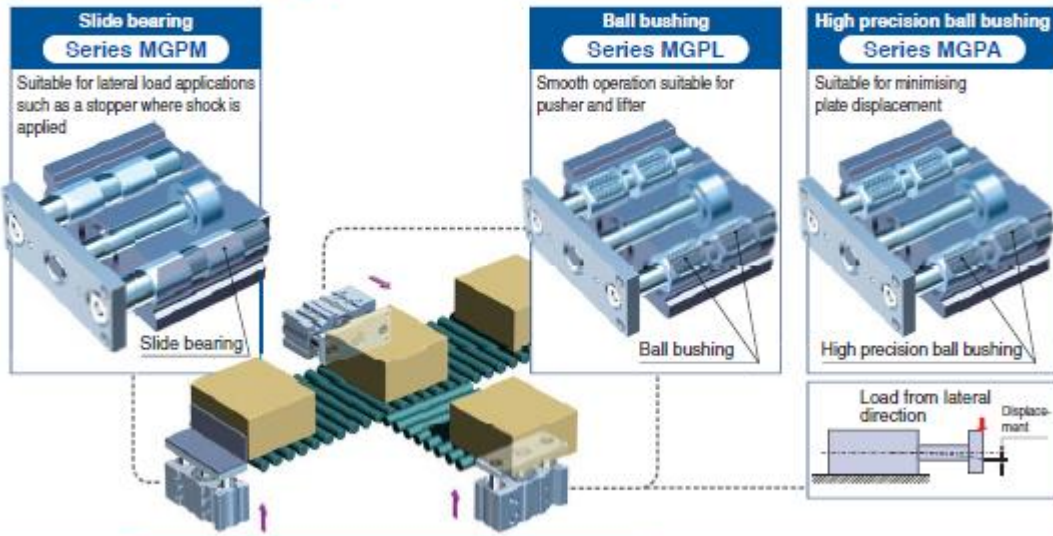 Slide bearing
Series MGPM
Suitable for lateral load applications
such as a stopper where shock is
applied
Slide bearing
Ball bushing
Series MGPL
Smooth operation suitable for
pusher and lifter
Ball bushing
High precision ball bushing
Series MGPA
Suitable for minimising
plate displacement
High precision ball bushing
Load from lateral
direction
Displace-
ment